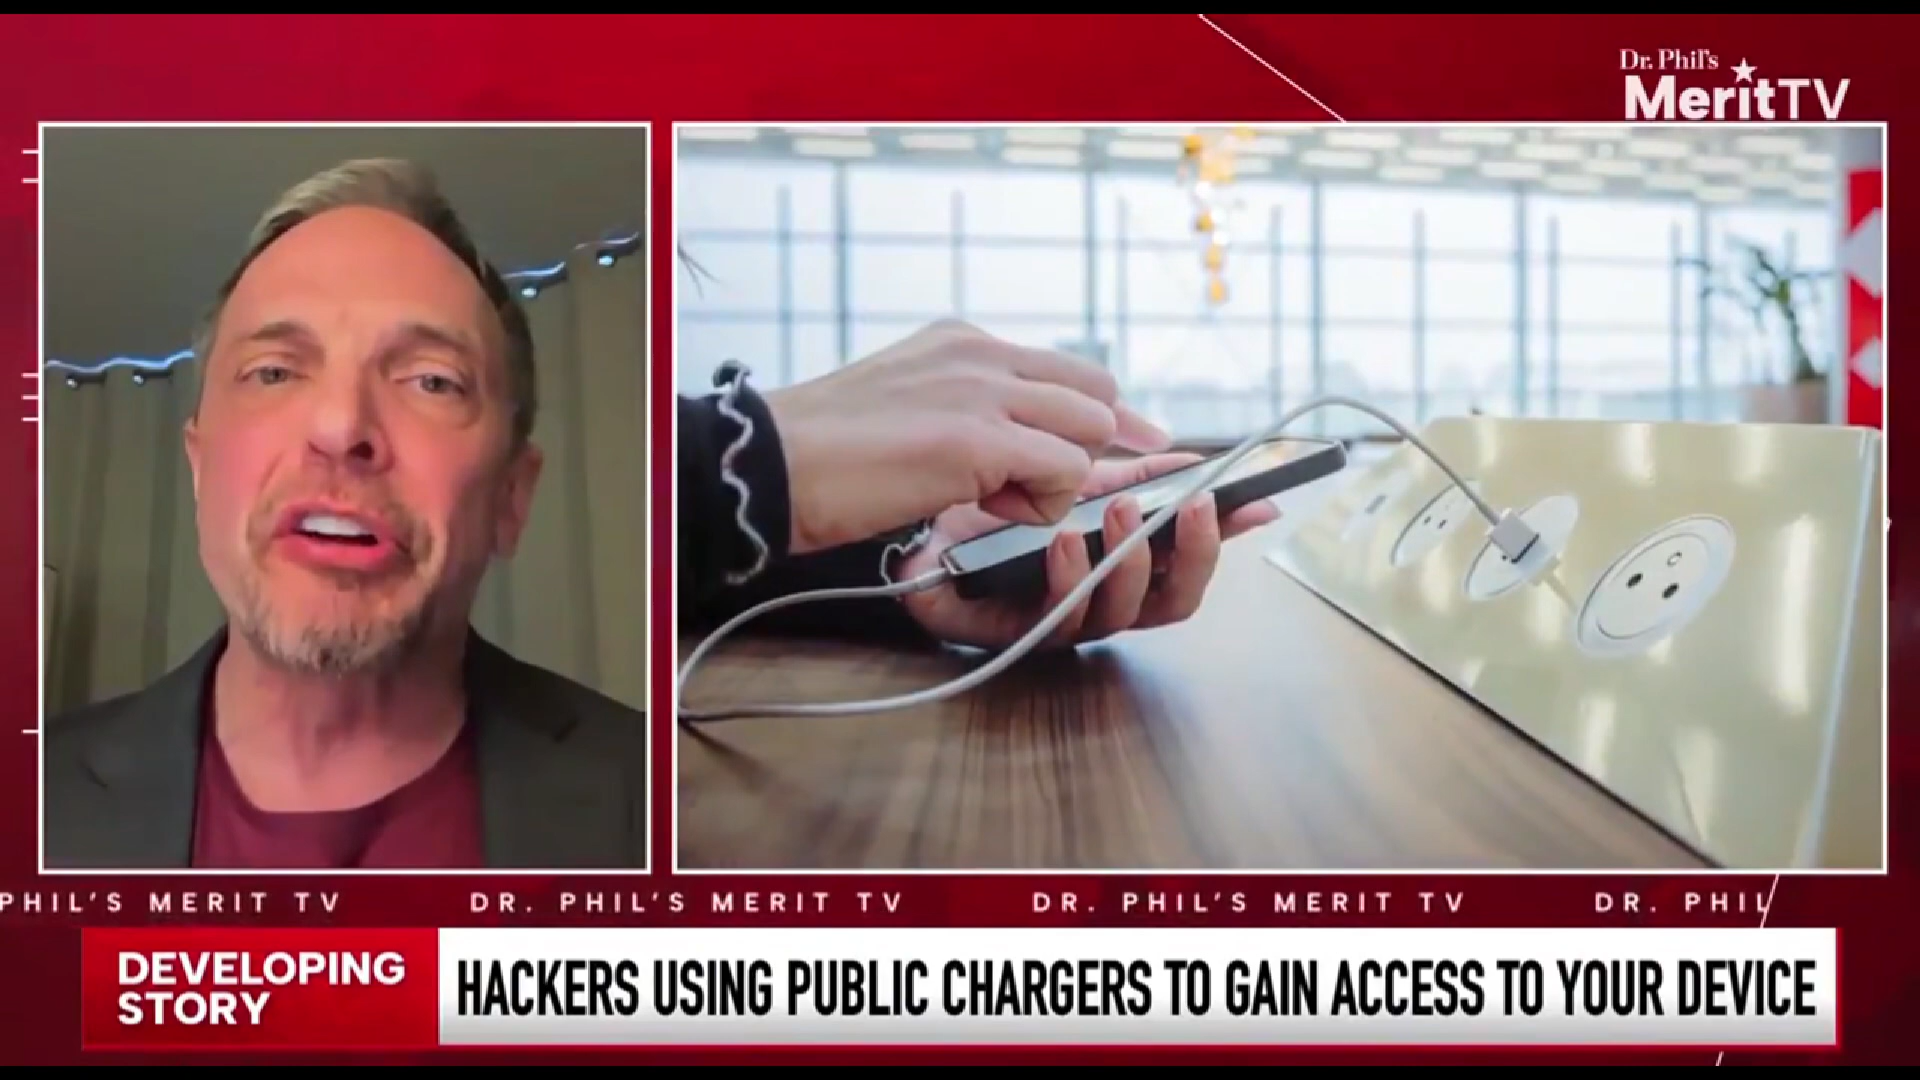 Dr. Phil's
MeritTV
PHIL'S MERIT TV DR. PHIL'S MERIT TV DR. PHIL'S MERIT TV DR. PHIL
DEVELOPING
STORY
HACKERS USING PUBLIC CHARGERS TO GAIN ACCESS TO YOUR DEVICE